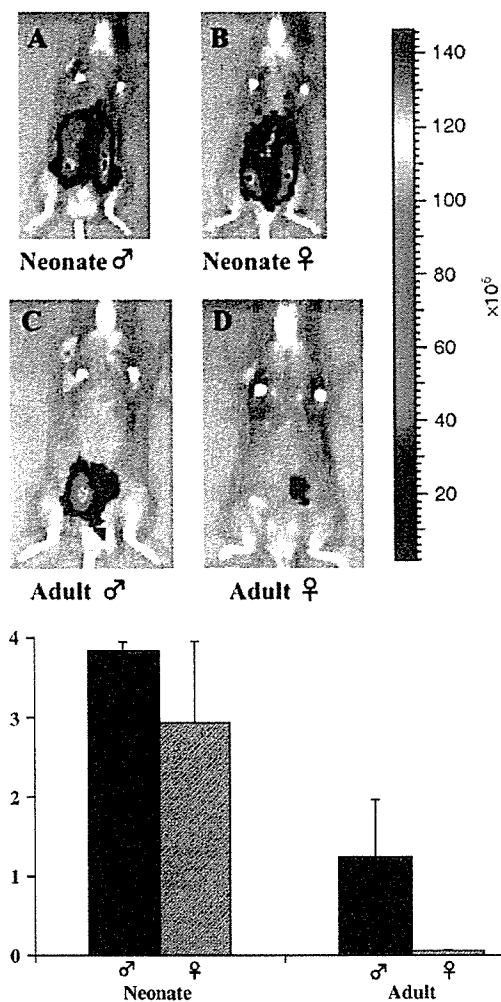 A
B
Neonate ♂
Neonate ♀
C
D
Adult ♂
Adult ♀
140
120
100
80
60
40
20
×10⁶
4
3
2
1
0
♂
♀
♂
♀
Neonate
Adult